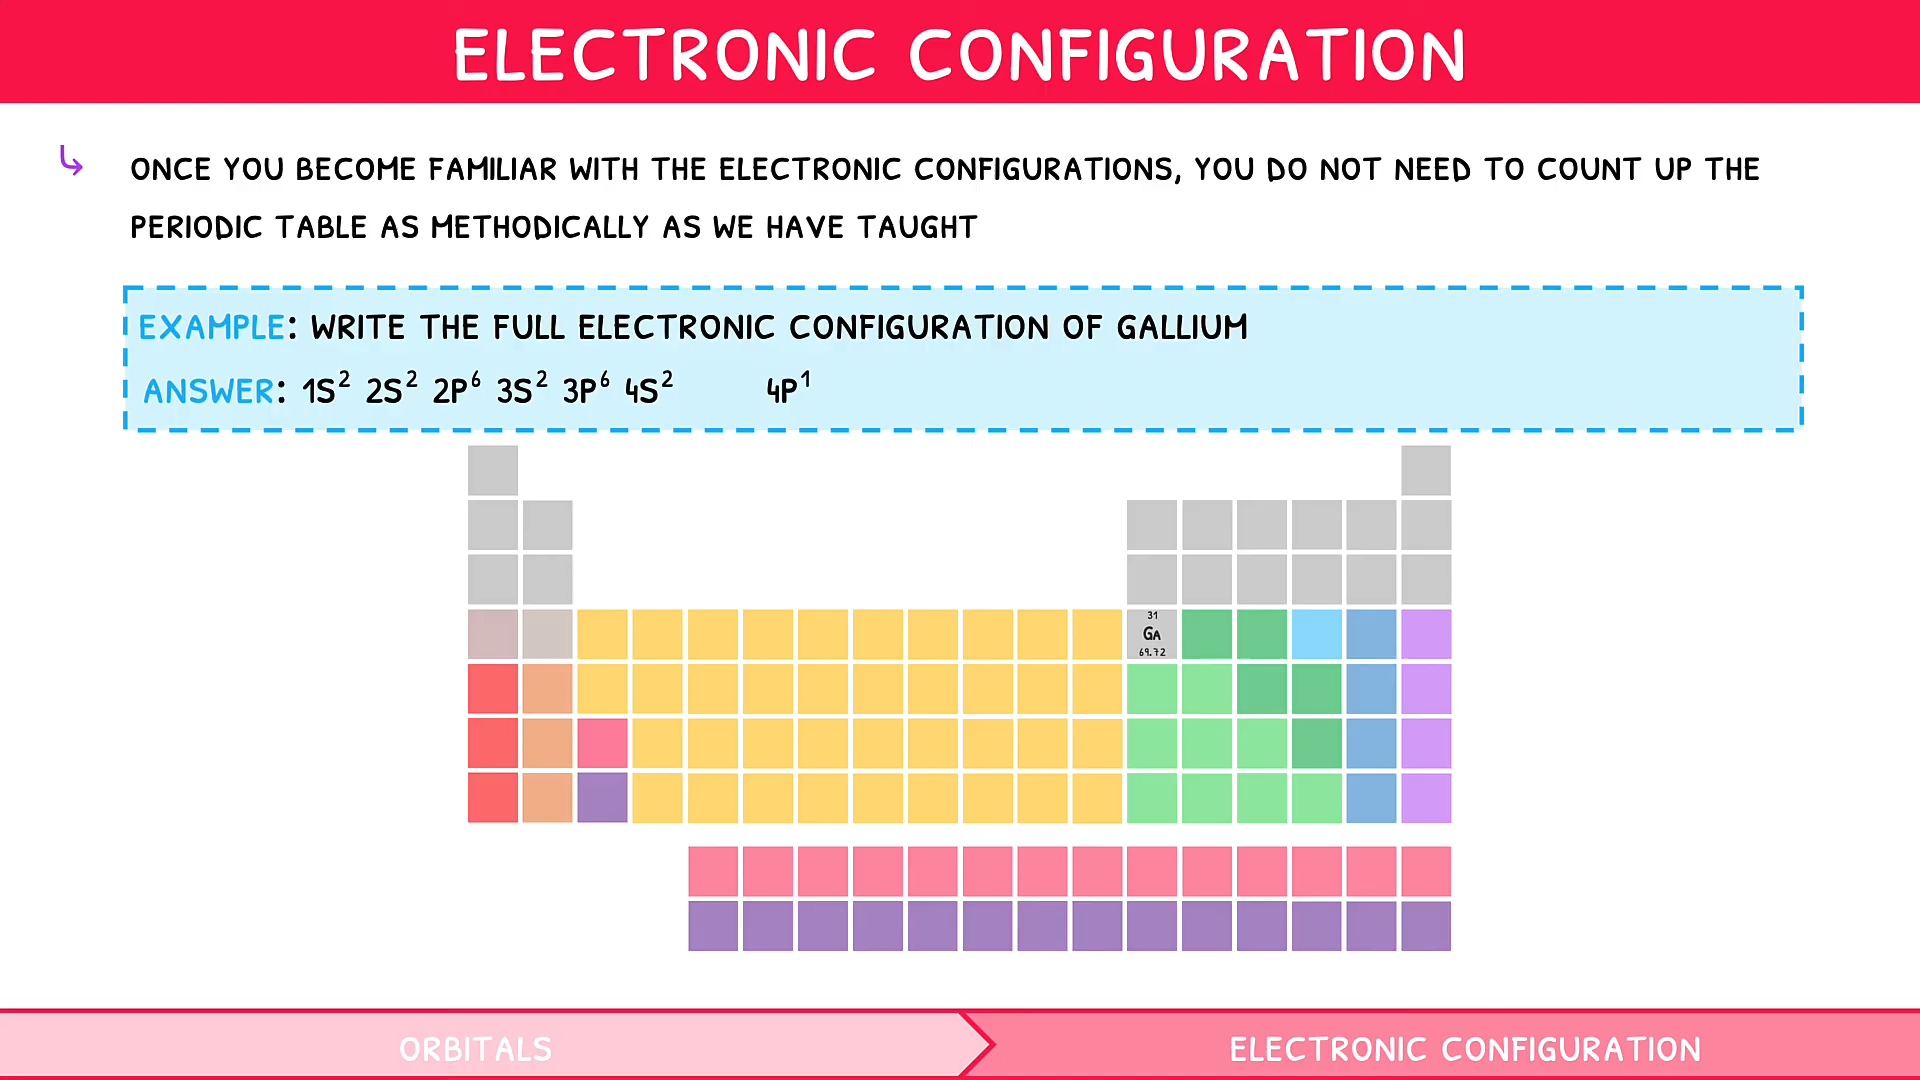 ELECTRONIC CONFIGURATION
ONCE YOU BECOME FAMILIAR WITH THE ELECTRONIC CONFIGURATIONS, YOU DO NOT NEED TO COUNT UP THE
PERIODIC TABLE AS METHODICALLY AS WE HAVE TAUGHT
EXAMPLE: WRITE THE FULL ELECTRONIC CONFIGURATION OF GALLIUM
ANSWER: 1S² 2S² 2P⁶ 3S² 3P⁶ 4S² 4P¹
31
GA
69.72
ORBITALS
ELECTRONIC CONFIGURATION